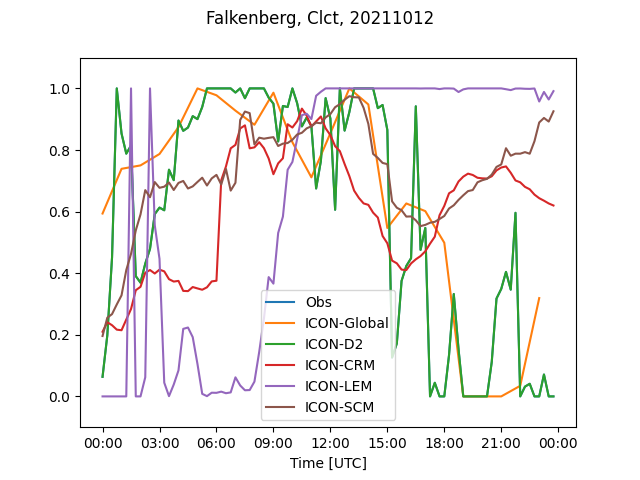 Falkenberg, Clct, 20211012
1.0
0.8
0.6
0.4
0.2
0.0
Obs
ICON-Global
ICON-D2
ICON-CRM
ICON-LEM
ICON-SCM
00:00 03:00 06:00 09:00 12:00 15:00 18:00 21:00 00:00
Time [UTC]